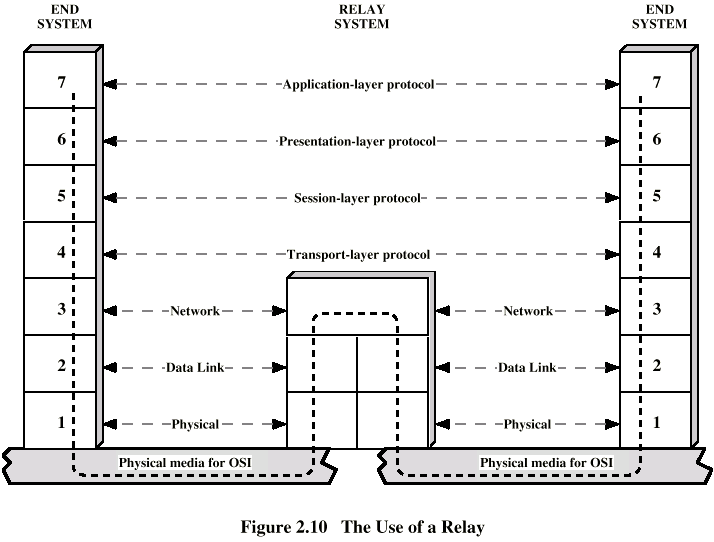 END
SYSTEM
RELAY
SYSTEM
END
SYSTEM
7
Application-layer protocol
7
6
Presentation-layer protocol
6
5
Session-layer protocol
5
4
Transport-layer protocol
4
3
Network
Network
3
2
Data Link
Data Link
2
1
Physical
Physical
1
Physical media for OSI
Physical media for OSI
Figure 2.10 The Use of a Relay